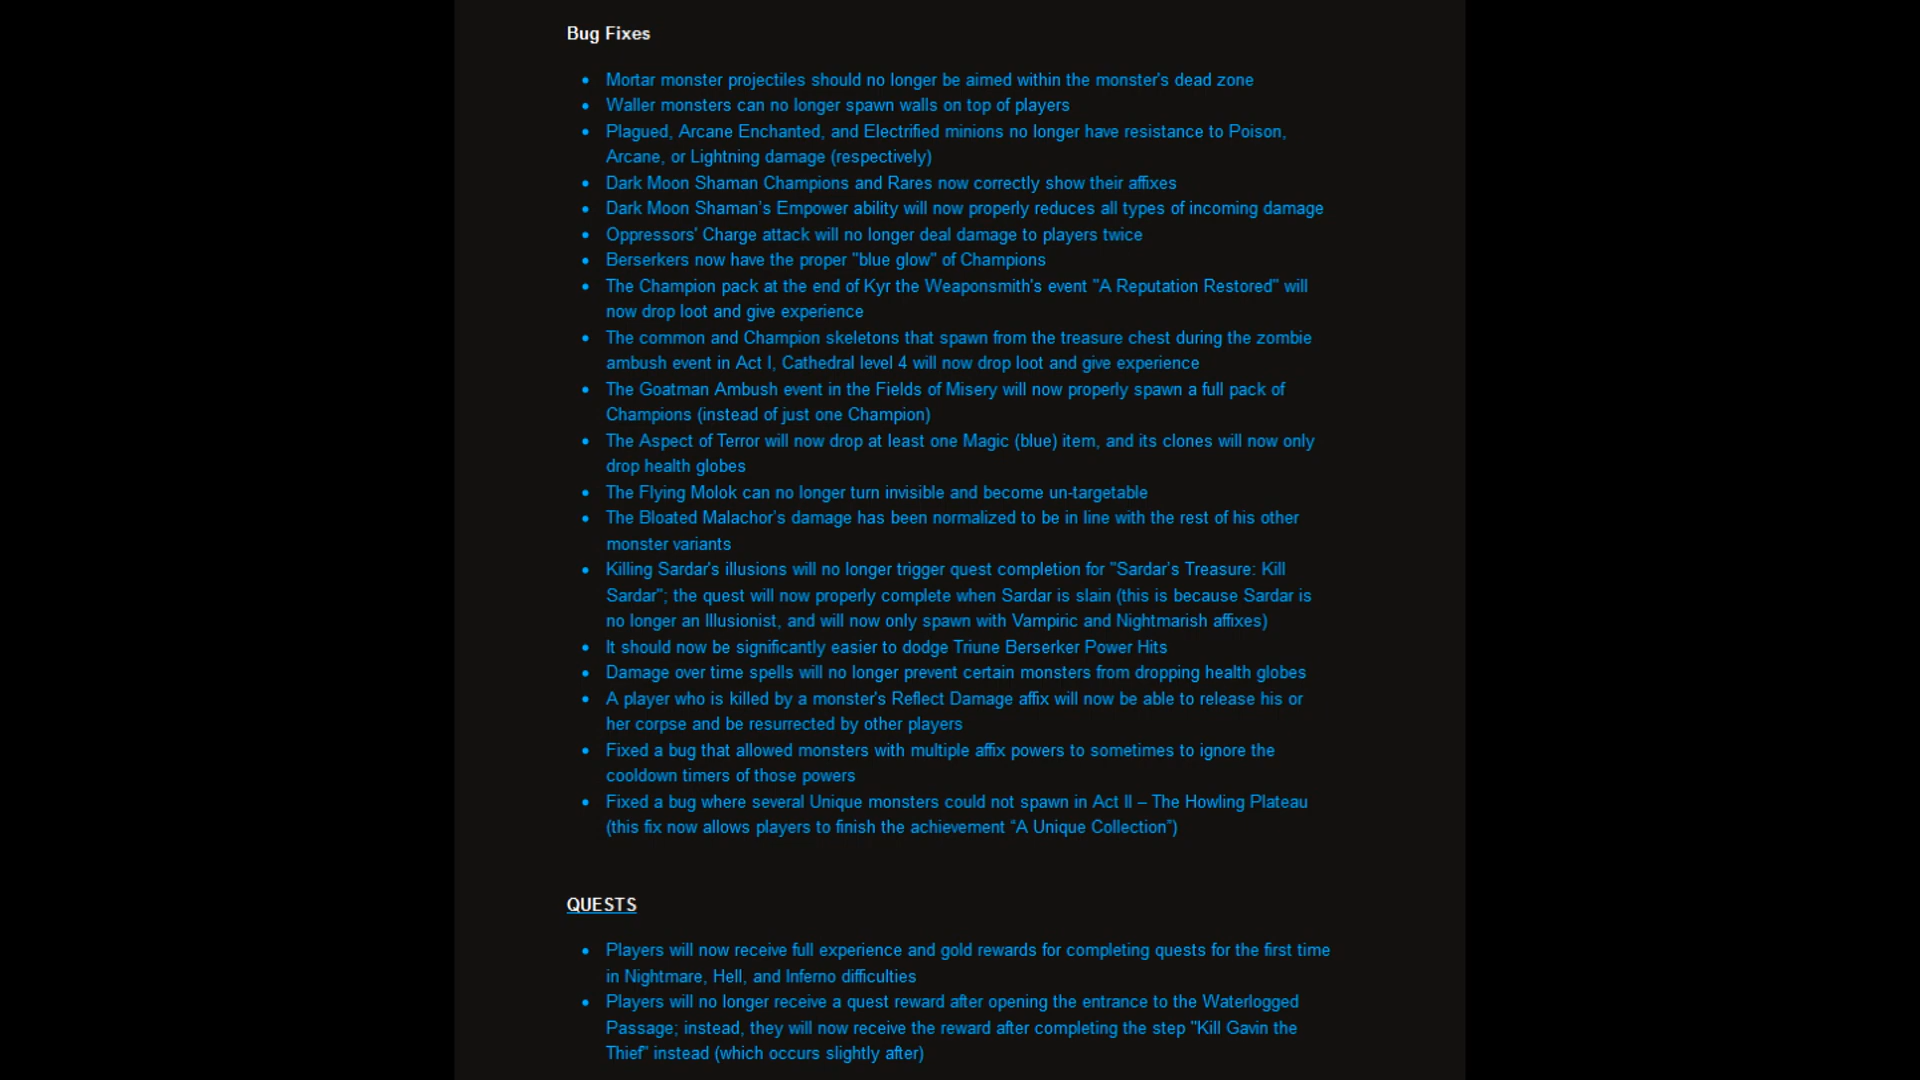 Bug Fixes
• Mortar monster projectiles should no longer be aimed within the monster's dead zone
• Waller monsters can no longer spawn walls on top of players
• Plagued, Arcane Enchanted, and Electrified minions no longer have resistance to Poison,
Arcane, or Lightning damage (respectively)
• Dark Moon Shaman Champions and Rares now correctly show their affixes
• Dark Moon Shaman’s Empower ability will now properly reduces all types of incoming damage
• Oppressors' Charge attack will no longer deal damage to players twice
• Berserkers now have the proper "blue glow" of Champions
• The Champion pack at the end of Kyr the Weaponsmith's event "A Reputation Restored" will
now drop loot and give experience
• The common and Champion skeletons that spawn from the treasure chest during the zombie
ambush event in Act I, Cathedral level 4 will now drop loot and give experience
• The Goatman Ambush event in the Fields of Misery will now properly spawn a full pack of
Champions (instead of just one Champion)
• The Aspect of Terror will now drop at least one Magic (blue) item, and its clones will now only
drop health globes
• The Flying Molok can no longer turn invisible and become un-targetable
• The Bloated Malachor’s damage has been normalized to be in line with the rest of his other
monster variants
• Killing Sardar's illusions will no longer trigger quest completion for "Sardar’s Treasure: Kill
Sardar"; the quest will now properly complete when Sardar is slain (this is because Sardar is
no longer an Illusionist, and will now only spawn with Vampiric and Nightmarish affixes)
• It should now be significantly easier to dodge Triune Berserker Power Hits
• Damage over time spells will no longer prevent certain monsters from dropping health globes
• A player who is killed by a monster's Reflect Damage affix will now be able to release his or
her corpse and be resurrected by other players
• Fixed a bug that allowed monsters with multiple affix powers to sometimes to ignore the
cooldown timers of those powers
• Fixed a bug where several Unique monsters could not spawn in Act II – The Howling Plateau
(this fix now allows players to finish the achievement “A Unique Collection”)
QUESTS
• Players will now receive full experience and gold rewards for completing quests for the first time
in Nightmare, Hell, and Inferno difficulties
• Players will no longer receive a quest reward after opening the entrance to the Waterlogged
Passage; instead, they will now receive the reward after completing the step "Kill Gavin the
Thief" instead (which occurs slightly after)